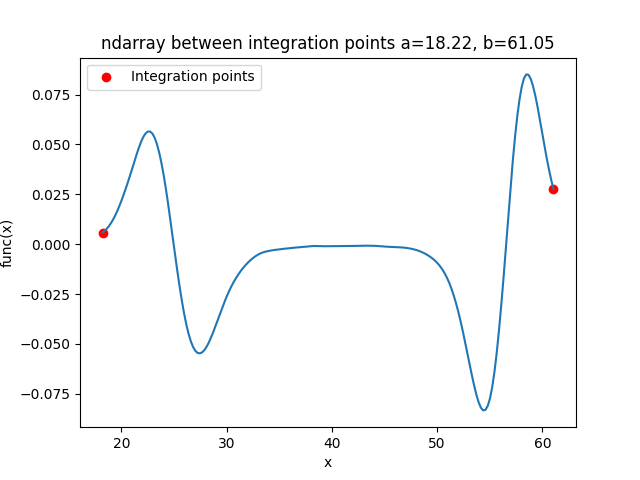 ndarray between integration points a=18.22, b=61.05
Integration points
0.075
0.050
0.025
0.000
−0.025
−0.050
−0.075
func(x)
20 30 40 50 60
x